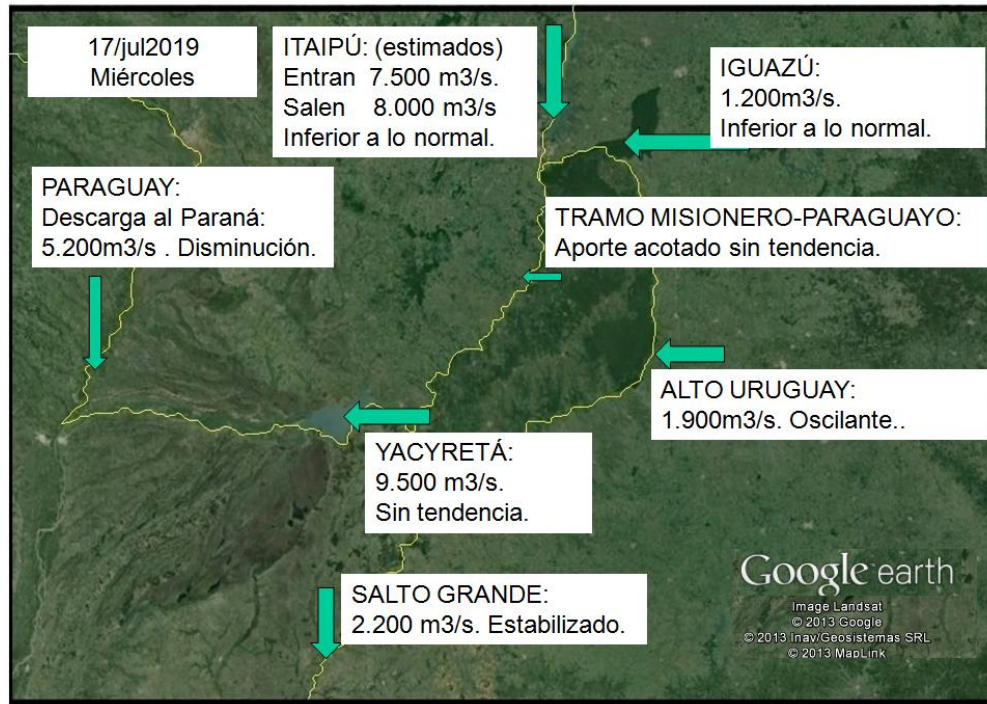 17/jul2019
Miércoles
ITAIPÚ: (estimados)
Entran 7.500 m3/s.
Salen 8.000 m3/s
Inferior a lo normal.
IGUAZÚ:
1.200m3/s.
Inferior a lo normal.
PARAGUAY:
Descarga al Paraná:
5.200m3/s . Disminución.
TRAMO MISIONERO-PARAGUAYO:
Aporte acotado sin tendencia.
ALTO URUGUAY:
1.900m3/s. Oscilante..
YACYRETÁ:
9.500 m3/s.
Sin tendencia.
SALTO GRANDE:
2.200 m3/s. Estabilizado.
Google earth
Image Landsat
© 2013 Google
© 2013 Inav/Geosistemas SRL
© 2013 MapLink